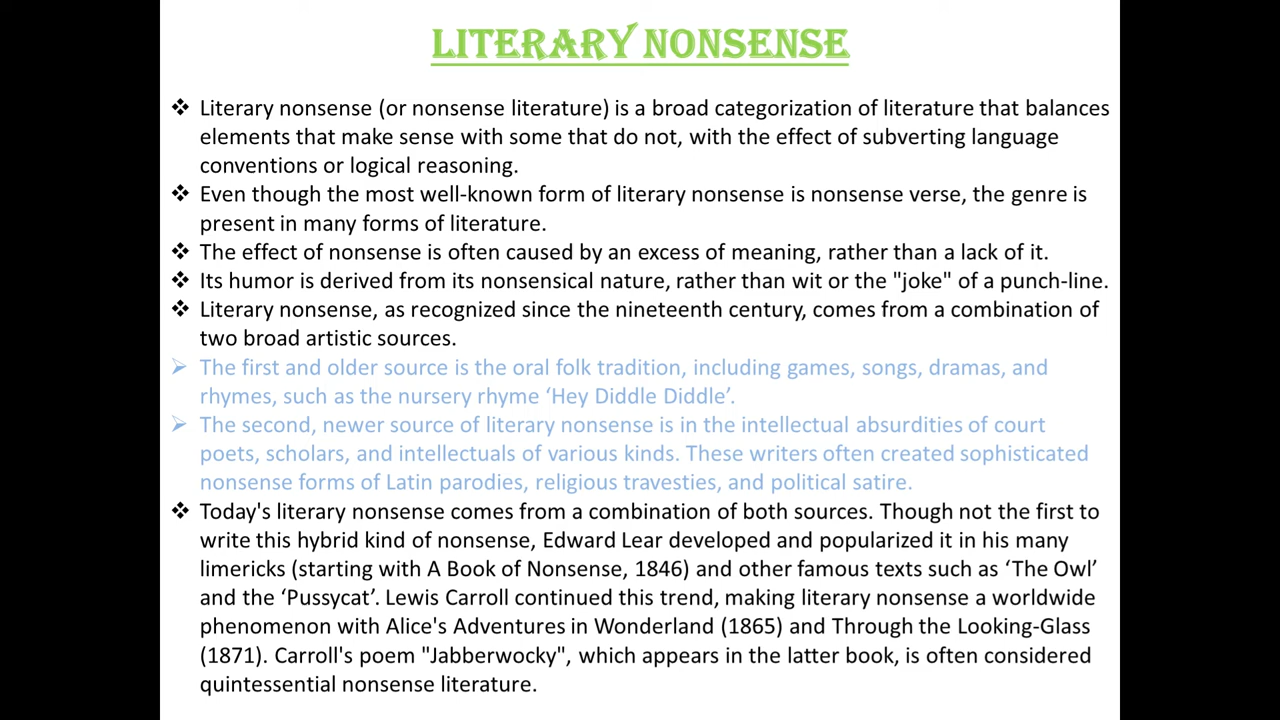 LITERARY NONSENSE
❖ Literary nonsense (or nonsense literature) is a broad categorization of literature that balances
elements that make sense with some that do not, with the effect of subverting language
conventions or logical reasoning.
❖ Even though the most well-known form of literary nonsense is nonsense verse, the genre is
present in many forms of literature.
❖ The effect of nonsense is often caused by an excess of meaning, rather than a lack of it.
❖ Its humor is derived from its nonsensical nature, rather than wit or the "joke" of a punch-line.
❖ Literary nonsense, as recognized since the nineteenth century, comes from a combination of
two broad artistic sources.
➢ The first and older source is the oral folk tradition, including games, songs, dramas, and
rhymes, such as the nursery rhyme ‘Hey Diddle Diddle’.
➢ The second, newer source of literary nonsense is in the intellectual absurdities of court
poets, scholars, and intellectuals of various kinds. These writers often created sophisticated
nonsense forms of Latin parodies, religious travesties, and political satire.
❖ Today's literary nonsense comes from a combination of both sources. Though not the first to
write this hybrid kind of nonsense, Edward Lear developed and popularized it in his many
limericks (starting with A Book of Nonsense, 1846) and other famous texts such as ‘The Owl’
and the ‘Pussycat’. Lewis Carroll continued this trend, making literary nonsense a worldwide
phenomenon with Alice's Adventures in Wonderland (1865) and Through the Looking-Glass
(1871). Carroll's poem "Jabberwocky", which appears in the latter book, is often considered
quintessential nonsense literature.